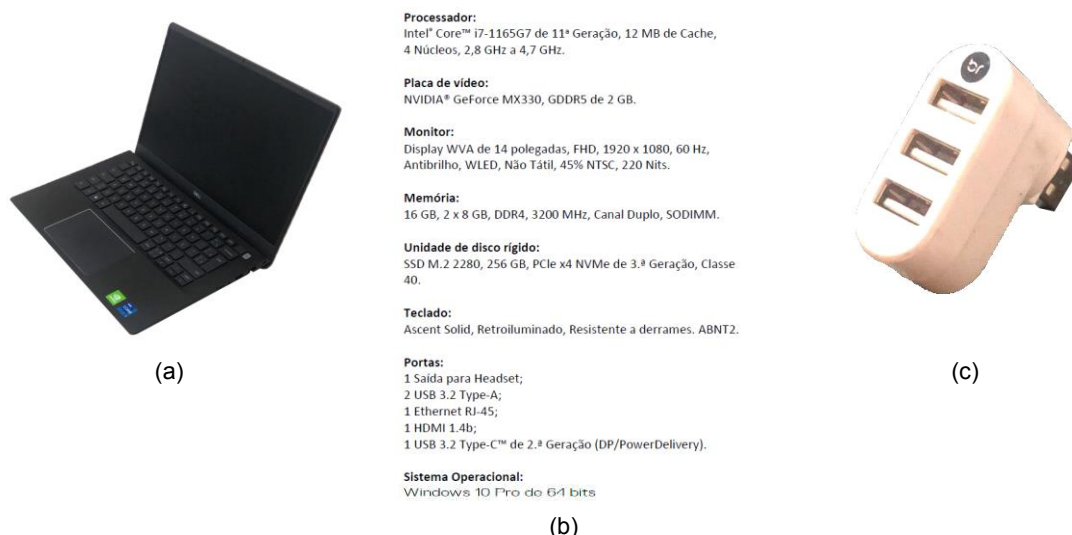 Processador:
Intel® Core™ i7-1165G7 de 11ª Geração, 12 MB de Cache,
4 Núcleos, 2,8 GHz a 4,7 GHz.
Placa de vídeo:
NVIDIA® GeForce MX330, GDDR5 de 2 GB.
Monitor:
Display WVA de 14 polegadas, FHD, 1920 x 1080, 60 Hz,
Antibrilho, WLED, Não Tátil, 45% NTSC, 220 Nits.
Memória:
16 GB, 2 x 8 GB, DDR4, 3200 MHz, Canal Duplo, SODIMM.
Unidade de disco rígido:
SSD M.2 2280, 256 GB, PCIe x4 NVMe de 3.ª Geração, Classe
40.
Teclado:
Ascent Solid, Retroiluminado, Resistente a derrames. ABNT2.
Portas:
1 Saída para Headset;
2 USB 3.2 Type-A;
1 Ethernet RJ-45;
1 HDMI 1.4b;
1 USB 3.2 Type-C™ de 2.ª Geração (DP/PowerDelivery).
Sistema Operacional:
Windows 10 Pro de 64 bits
(a)
(b)
(c)